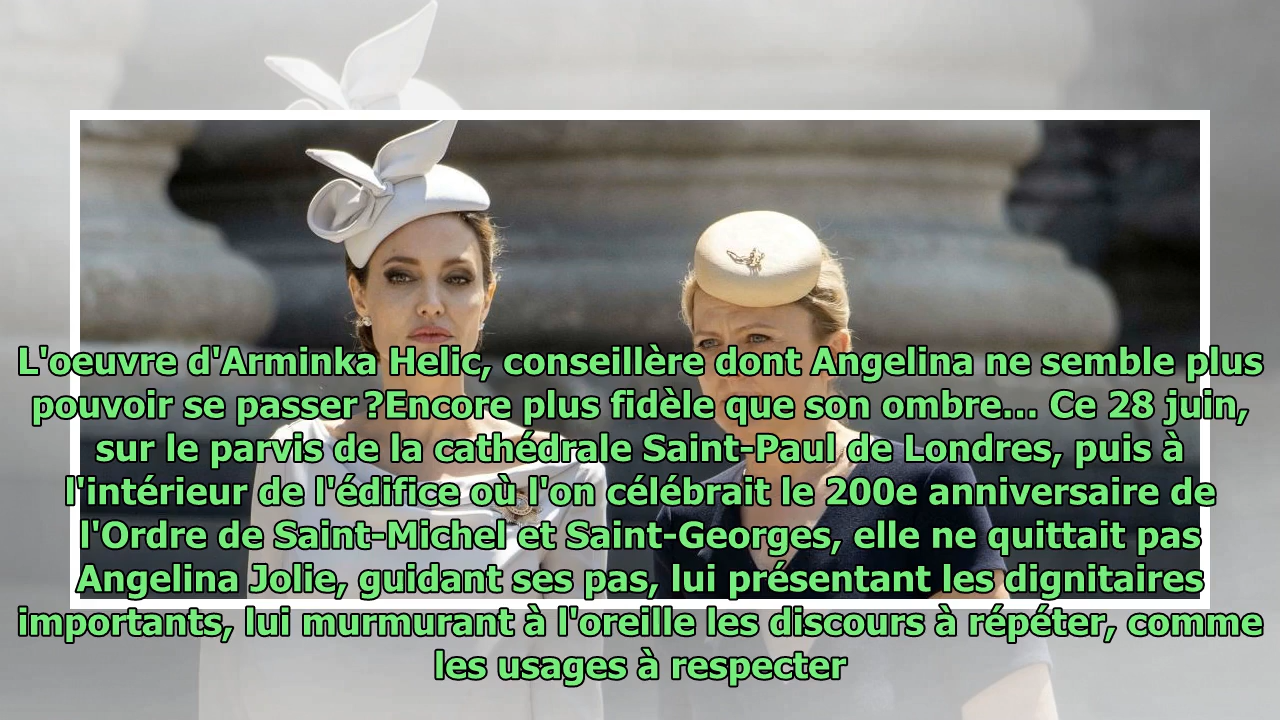 L'oeuvre d'Arminka Helic, conseillère dont Angelina ne semble plus
pouvoir se passer ?Encore plus fidèle que son ombre... Ce 28 juin,
sur le parvis de la cathédrale Saint-Paul de Londres, puis à
l'intérieur de l'édifice où l'on célébrait le 200e anniversaire de
l'Ordre de Saint-Michel et Saint-Georges, elle ne quittait pas
Angelina Jolie, guidant ses pas, lui présentant les dignitaires
importants, lui murmurant à l'oreille les discours à répéter, comme
les usages à respecter